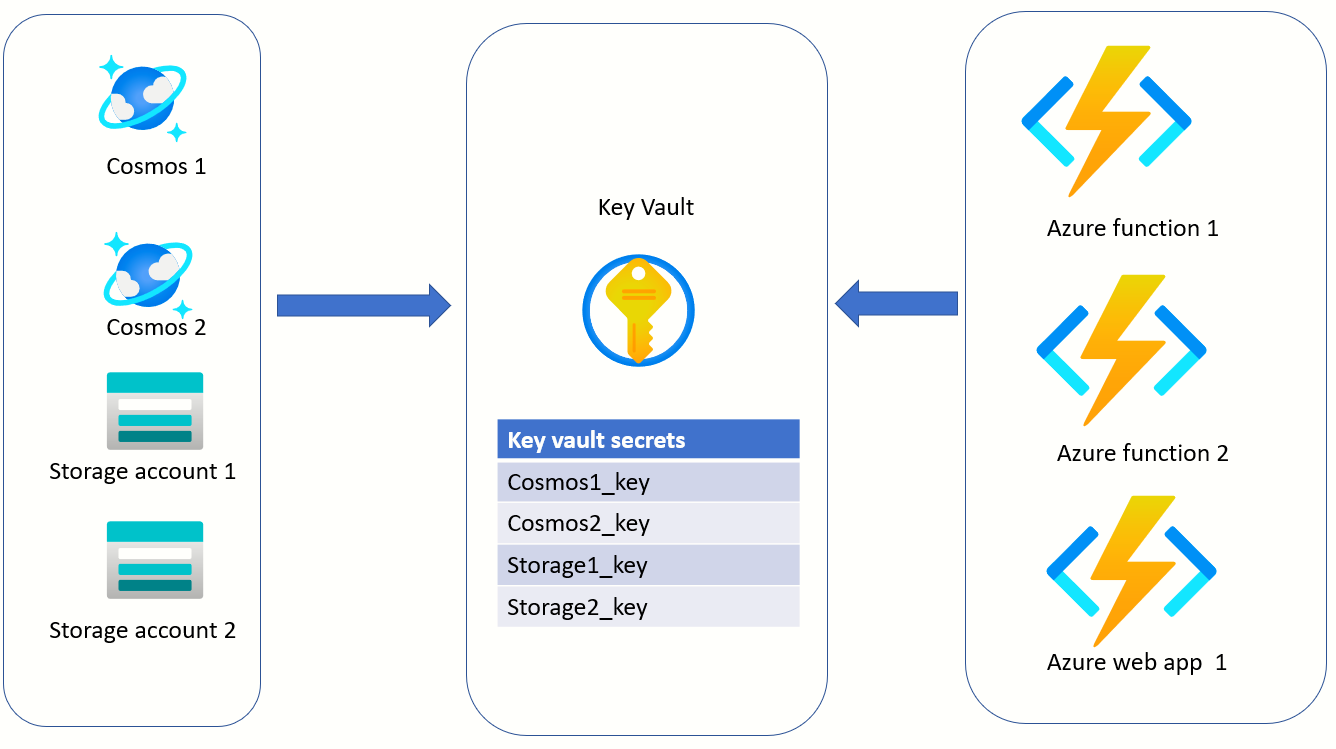 Cosmos 1
Cosmos 2
Storage account 1
Storage account 2
Key Vault
Key vault secrets
Cosmos1_key
Cosmos2_key
Storage1_key
Storage2_key
Azure function 1
Azure function 2
Azure web app  1